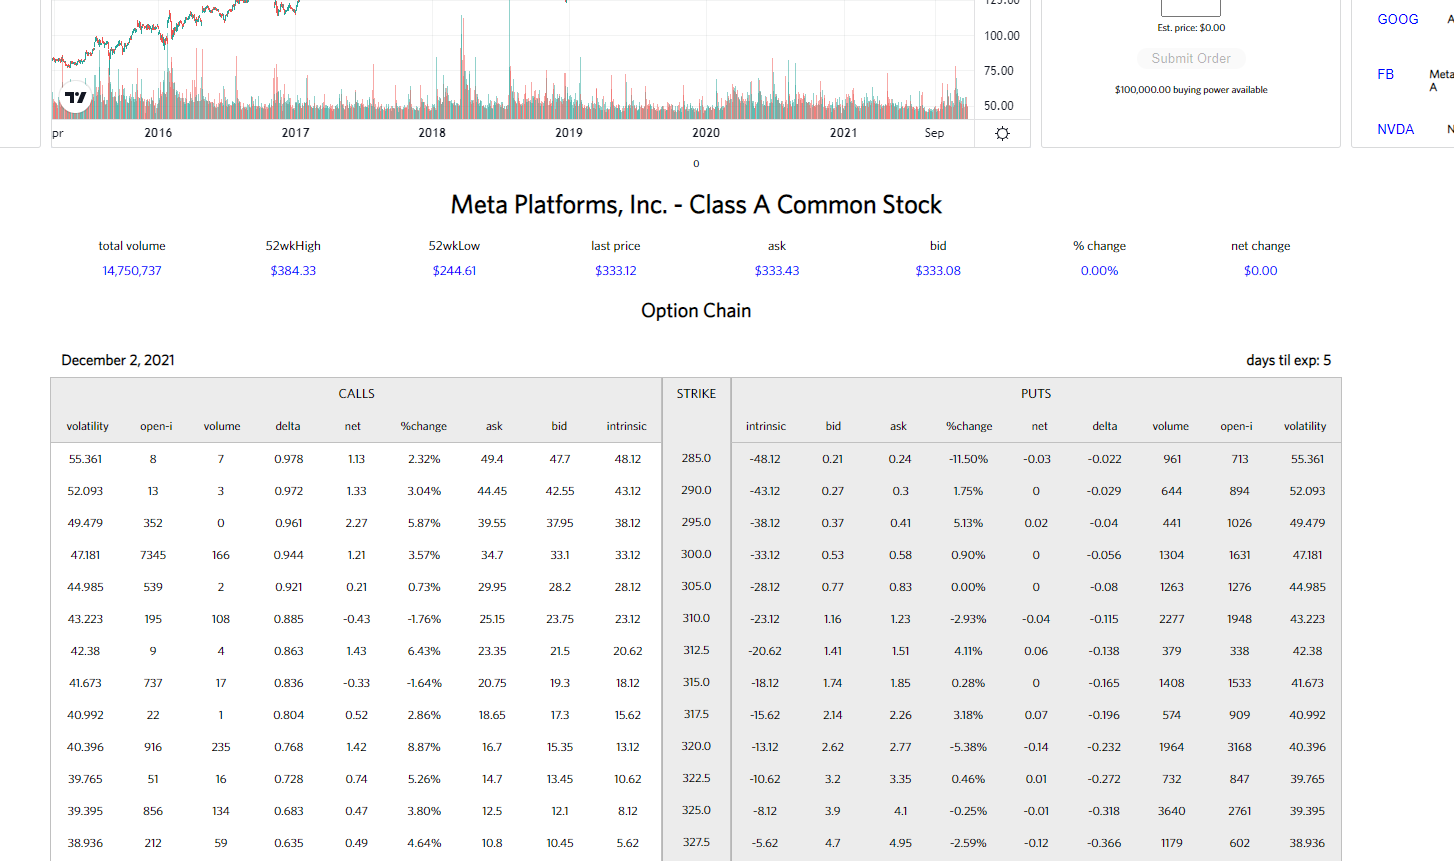 125.00
100.00
75.00
50.00
pr 2016 2017 2018 2019 2020 2021 Sep
Est. price: $0.00
Submit Order
$100,000.00 buying power available
GOOG A
FB Meta
A
NVDA N
0
Meta Platforms, Inc. - Class A Common Stock
total volume 52wkHigh 52wkLow last price ask bid % change net change
14,750,737 $384.33 $244.61 $333.12 $333.43 $333.08 0.00% $0.00
Option Chain
December 2, 2021 days til exp: 5
CALLS STRIKE PUTS
volatility open-i volume delta net %change ask bid intrinsic intrinsic bid ask %change net delta volume open-i volatility
55.361 8 7 0.978 1.13 2.32% 49.4 47.7 48.12 285.0 -48.12 0.21 0.24 -11.50% -0.03 -0.022 961 713 55.361
52.093 13 3 0.972 1.33 3.04% 44.45 42.55 43.12 290.0 -43.12 0.27 0.3 1.75% 0 -0.029 644 894 52.093
49.479 352 0 0.961 2.27 5.87% 39.55 37.95 38.12 295.0 -38.12 0.37 0.41 5.13% 0.02 -0.04 441 1026 49.479
47.181 7345 166 0.944 1.21 3.57% 34.7 33.1 33.12 300.0 -33.12 0.53 0.58 0.90% 0 -0.056 1304 1631 47.181
44.985 539 2 0.921 0.21 0.73% 29.95 28.2 28.12 305.0 -28.12 0.77 0.83 0.00% 0 -0.08 1263 1276 44.985
43.223 195 108 0.885 -0.43 -1.76% 25.15 23.75 23.12 310.0 -23.12 1.16 1.23 -2.93% -0.04 -0.115 2277 1948 43.223
42.38 9 4 0.863 1.43 6.43% 23.35 21.5 20.62 312.5 -20.62 1.41 1.51 4.11% 0.06 -0.138 379 338 42.38
41.673 737 17 0.836 -0.33 -1.64% 20.75 19.3 18.12 315.0 -18.12 1.74 1.85 0.28% 0 -0.165 1408 1533 41.673
40.992 22 1 0.804 0.52 2.86% 18.65 17.3 15.62 317.5 -15.62 2.14 2.26 3.18% 0.07 -0.196 574 909 40.992
40.396 916 235 0.768 1.42 8.87% 16.7 15.35 13.12 320.0 -13.12 2.62 2.77 -5.38% -0.14 -0.232 1964 3168 40.396
39.765 51 16 0.728 0.74 5.26% 14.7 13.45 10.62 322.5 -10.62 3.2 3.35 0.46% 0.01 -0.272 732 847 39.765
39.395 856 134 0.683 0.47 3.80% 12.5 12.1 8.12 325.0 -8.12 3.9 4.1 -0.25% -0.01 -0.318 3640 2761 39.395
38.936 212 59 0.635 0.49 4.64% 10.8 10.45 5.62 327.5 -5.62 4.7 4.95 -2.59% -0.12 -0.366 1179 602 38.936